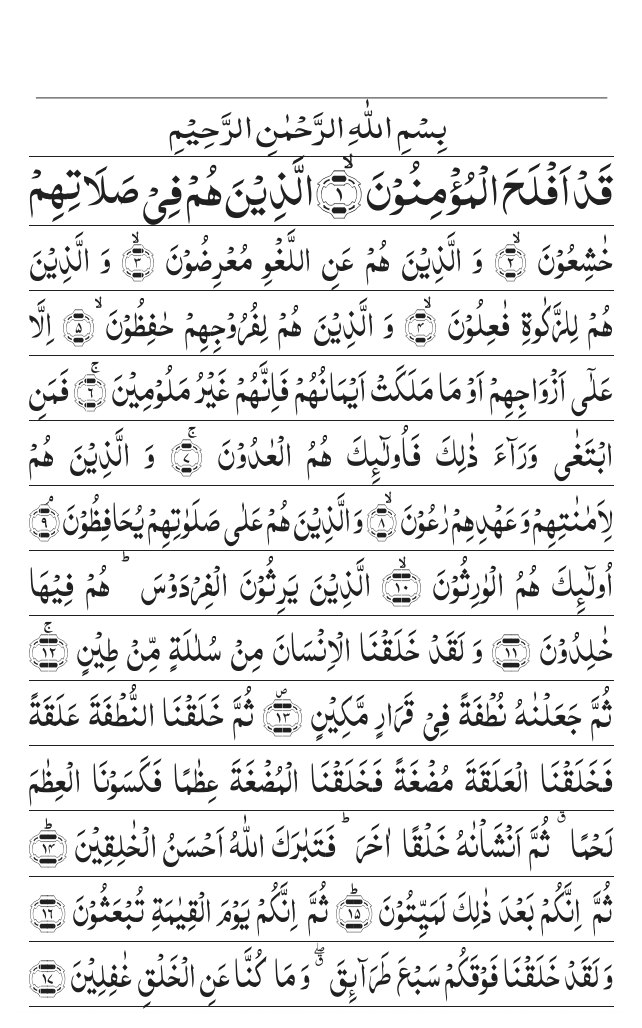 بِسْمِ اللهِ الرَّحْمٰنِ الرَّحِيْمِ
قَدْ اَفْلَحَ الْمُؤْمِنُوْنَ ۙ﴿۱﴾ الَّذِيْنَ هُمْ فِىْ صَلَاتِهِمْ
خٰشِعُوْنَ ۙ﴿۲﴾ وَ الَّذِيْنَ هُمْ عَنِ اللَّغْوِ مُعْرِضُوْنَ ۙ﴿۳﴾ وَ الَّذِيْنَ
هُمْ لِلزَّكٰوةِ فٰعِلُوْنَ ۙ﴿۴﴾ وَ الَّذِيْنَ هُمْ لِفُرُوْجِهِمْ حٰفِظُوْنَ ۙ﴿۵﴾ اِلَّا
عَلٰٓى اَزْوَاجِهِمْ اَوْ مَا مَلَكَتْ اَيْمَانُهُمْ فَاِنَّهُمْ غَيْرُ مَلُوْمِيْنَ ۚ﴿۶﴾ فَمَنِ
ابْتَغٰى وَرَآءَ ذٰلِكَ فَاُولٰٓئِكَ هُمُ الْعٰدُوْنَ ۚ﴿۷﴾ وَ الَّذِيْنَ هُمْ
لِاَمٰنٰتِهِمْ وَ عَهْدِهِمْ رٰعُوْنَ ۙ﴿۸﴾ وَ الَّذِيْنَ هُمْ عَلٰى صَلَوٰتِهِمْ يُحَافِظُوْنَ ۘ﴿۹﴾
اُولٰٓئِكَ هُمُ الْوٰرِثُوْنَ ۙ﴿۱۰﴾ الَّذِيْنَ يَرِثُوْنَ الْفِرْدَوْسَ ؕ هُمْ فِيْهَا
خٰلِدُوْنَ ﴿۱۱﴾ وَ لَقَدْ خَلَقْنَا الْاِنْسَانَ مِنْ سُلٰلَةٍ مِّنْ طِيْنٍ ۚ﴿۱۲﴾
ثُمَّ جَعَلْنٰهُ نُطْفَةً فِىْ قَرَارٍ مَّكِيْنٍ ۪﴿۱۳﴾ ثُمَّ خَلَقْنَا النُّطْفَةَ عَلَقَةً
فَخَلَقْنَا الْعَلَقَةَ مُضْغَةً فَخَلَقْنَا الْمُضْغَةَ عِظٰمًا فَكَسَوْنَا الْعِظٰمَ
لَحْمًا ۗ ثُمَّ اَنْشَاْنٰهُ خَلْقًا اٰخَرَ ؕ فَتَبٰرَكَ اللّٰهُ اَحْسَنُ الْخٰلِقِيْنَ ؕ﴿۱۴﴾
ثُمَّ اِنَّكُمْ بَعْدَ ذٰلِكَ لَمَيِّتُوْنَ ؕ﴿۱۵﴾ ثُمَّ اِنَّكُمْ يَوْمَ الْقِيٰمَةِ تُبْعَثُوْنَ ﴿۱۶﴾
وَ لَقَدْ خَلَقْنَا فَوْقَكُمْ سَبْعَ طَرَآئِقَ ۖۗ وَ مَا كُنَّا عَنِ الْخَلْقِ غٰفِلِيْنَ ﴿۱۷﴾